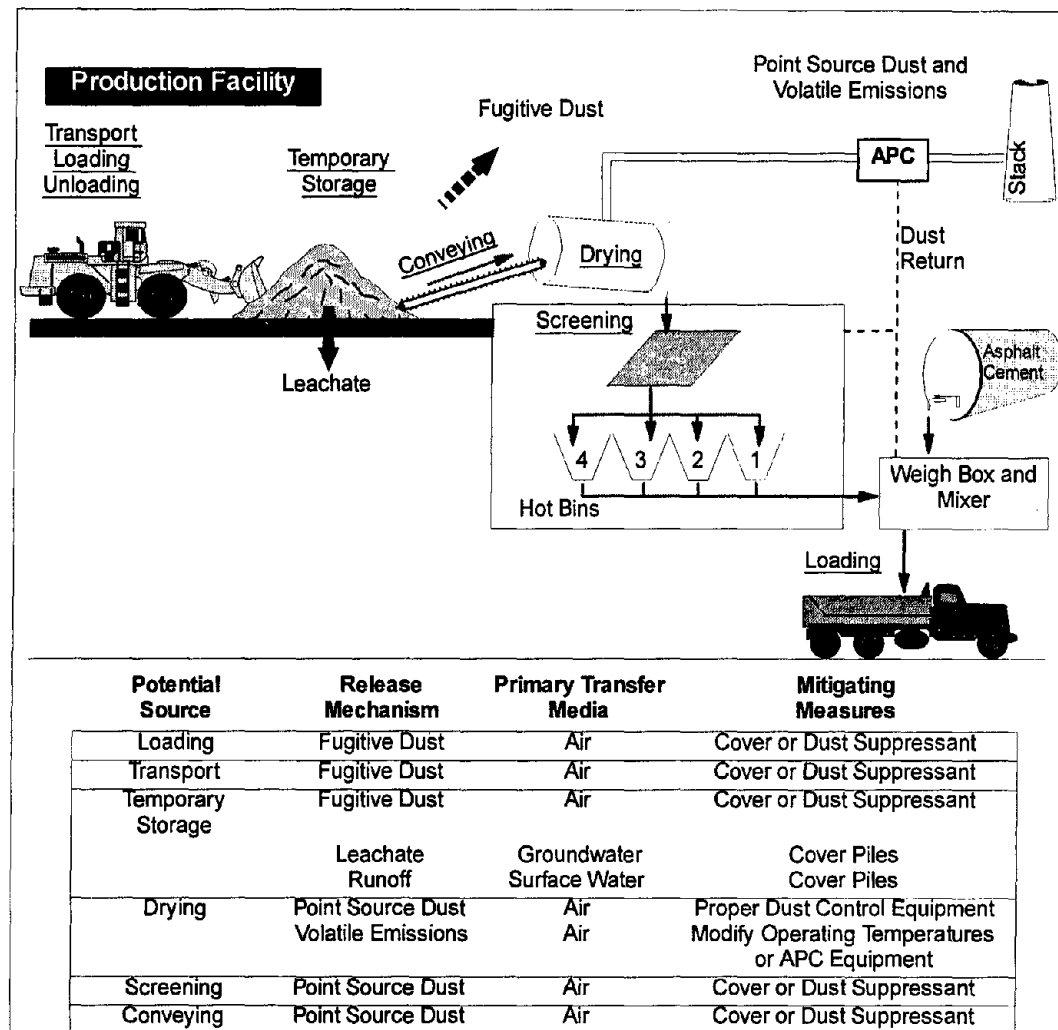 Production Facility
Point Source Dust and
Volatile Emissions
Fugitive Dust
Transport
Loading
Unloading
Temporary
Storage
APC
Stack
Conveying
Drying
Dust
Return
Screening
Leachate
Asphalt
Cement
4 3 2 1
Hot Bins
Weigh Box and
Mixer
Loading
Potential Release Primary Transfer Mitigating
Source Mechanism Media Measures
Loading Fugitive Dust Air Cover or Dust Suppressant
Transport Fugitive Dust Air Cover or Dust Suppressant
Temporary Fugitive Dust Air Cover or Dust Suppressant
Storage
Leachate Groundwater Cover Piles
Runoff Surface Water Cover Piles
Drying Point Source Dust Air Proper Dust Control Equipment
Volatile Emissions Air Modify Operating Temperatures
or APC Equipment
Screening Point Source Dust Air Cover or Dust Suppressant
Conveying Point Source Dust Air Cover or Dust Suppressant